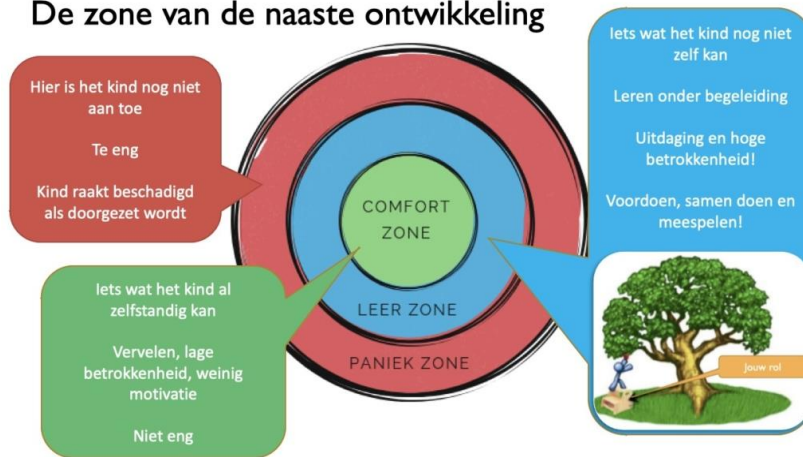 De zone van de naaste ontwikkeling
Hier is het kind nog niet
aan toe
Te eng
Kind raakt beschadigd
als doorgezet wordt
Iets wat het kind nog niet
zelf kan
Leren onder begeleiding
Uitdaging en hoge
betrokkenheid!
Voordoen, samen doen en
meespelen!
COMFORT
ZONE
LEER ZONE
PANIEK ZONE
Iets wat het kind al
zelfstandig kan
Vervelen, lage
betrokkenheid, weinig
motivatie
Niet eng
Jouw rol